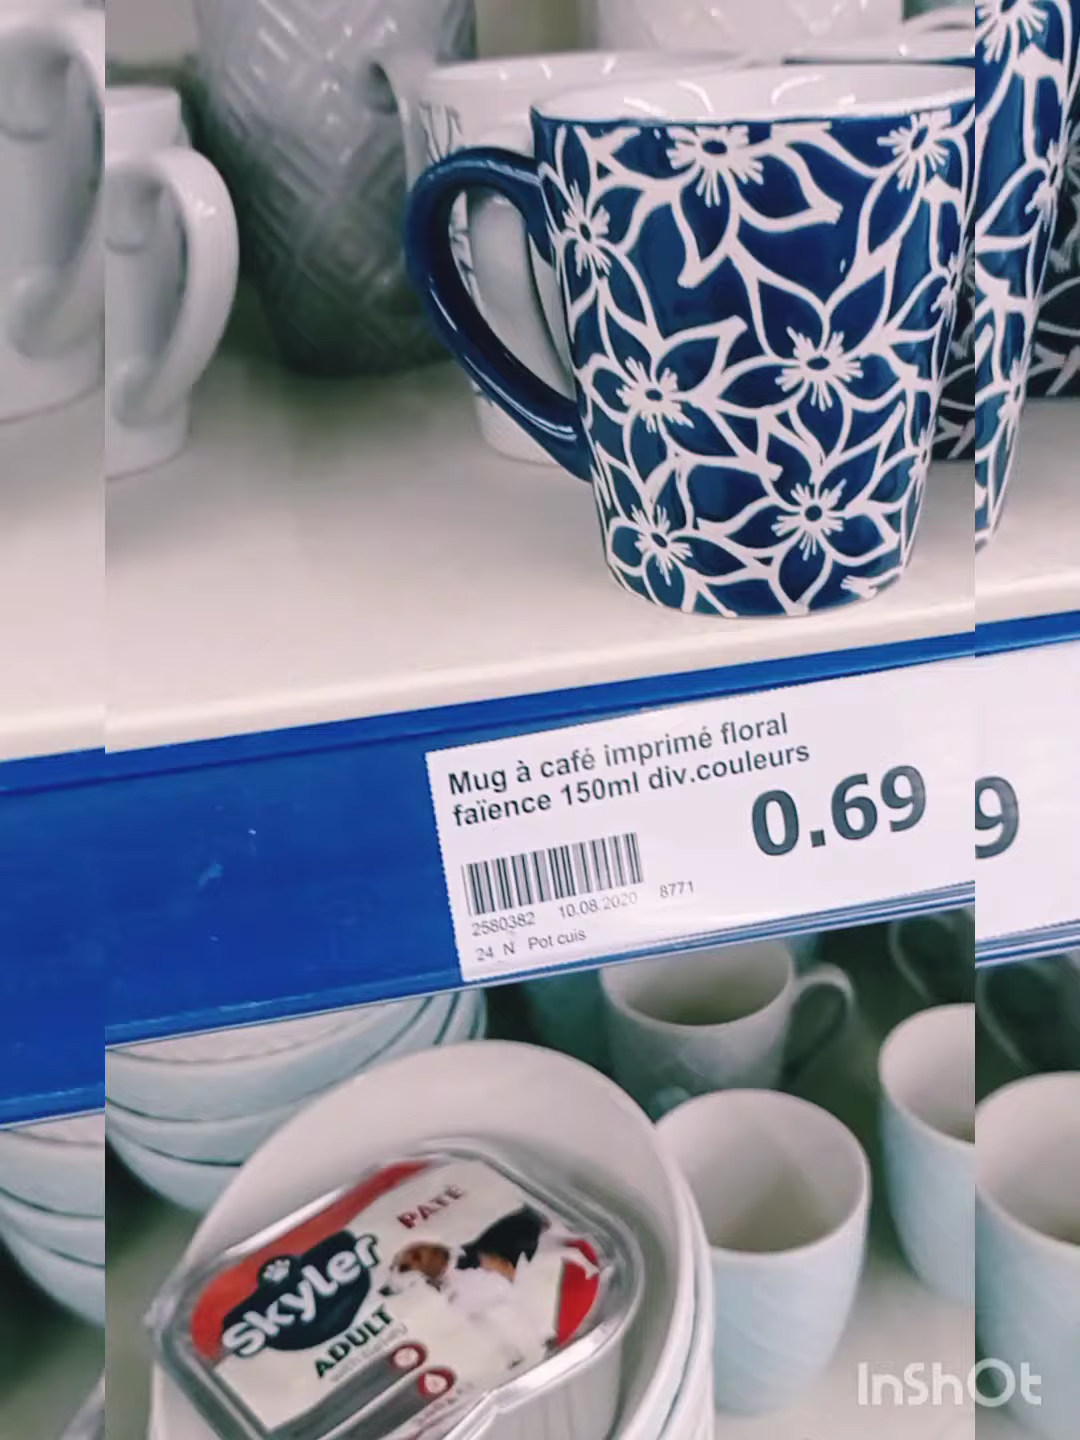 Mug à café imprimé floral
faïence 150ml div.couleurs
0.69
9
2580382 10.08.2020 8771
24 N Pot cuis
PATÉ
skyler
ADULT
InShOt